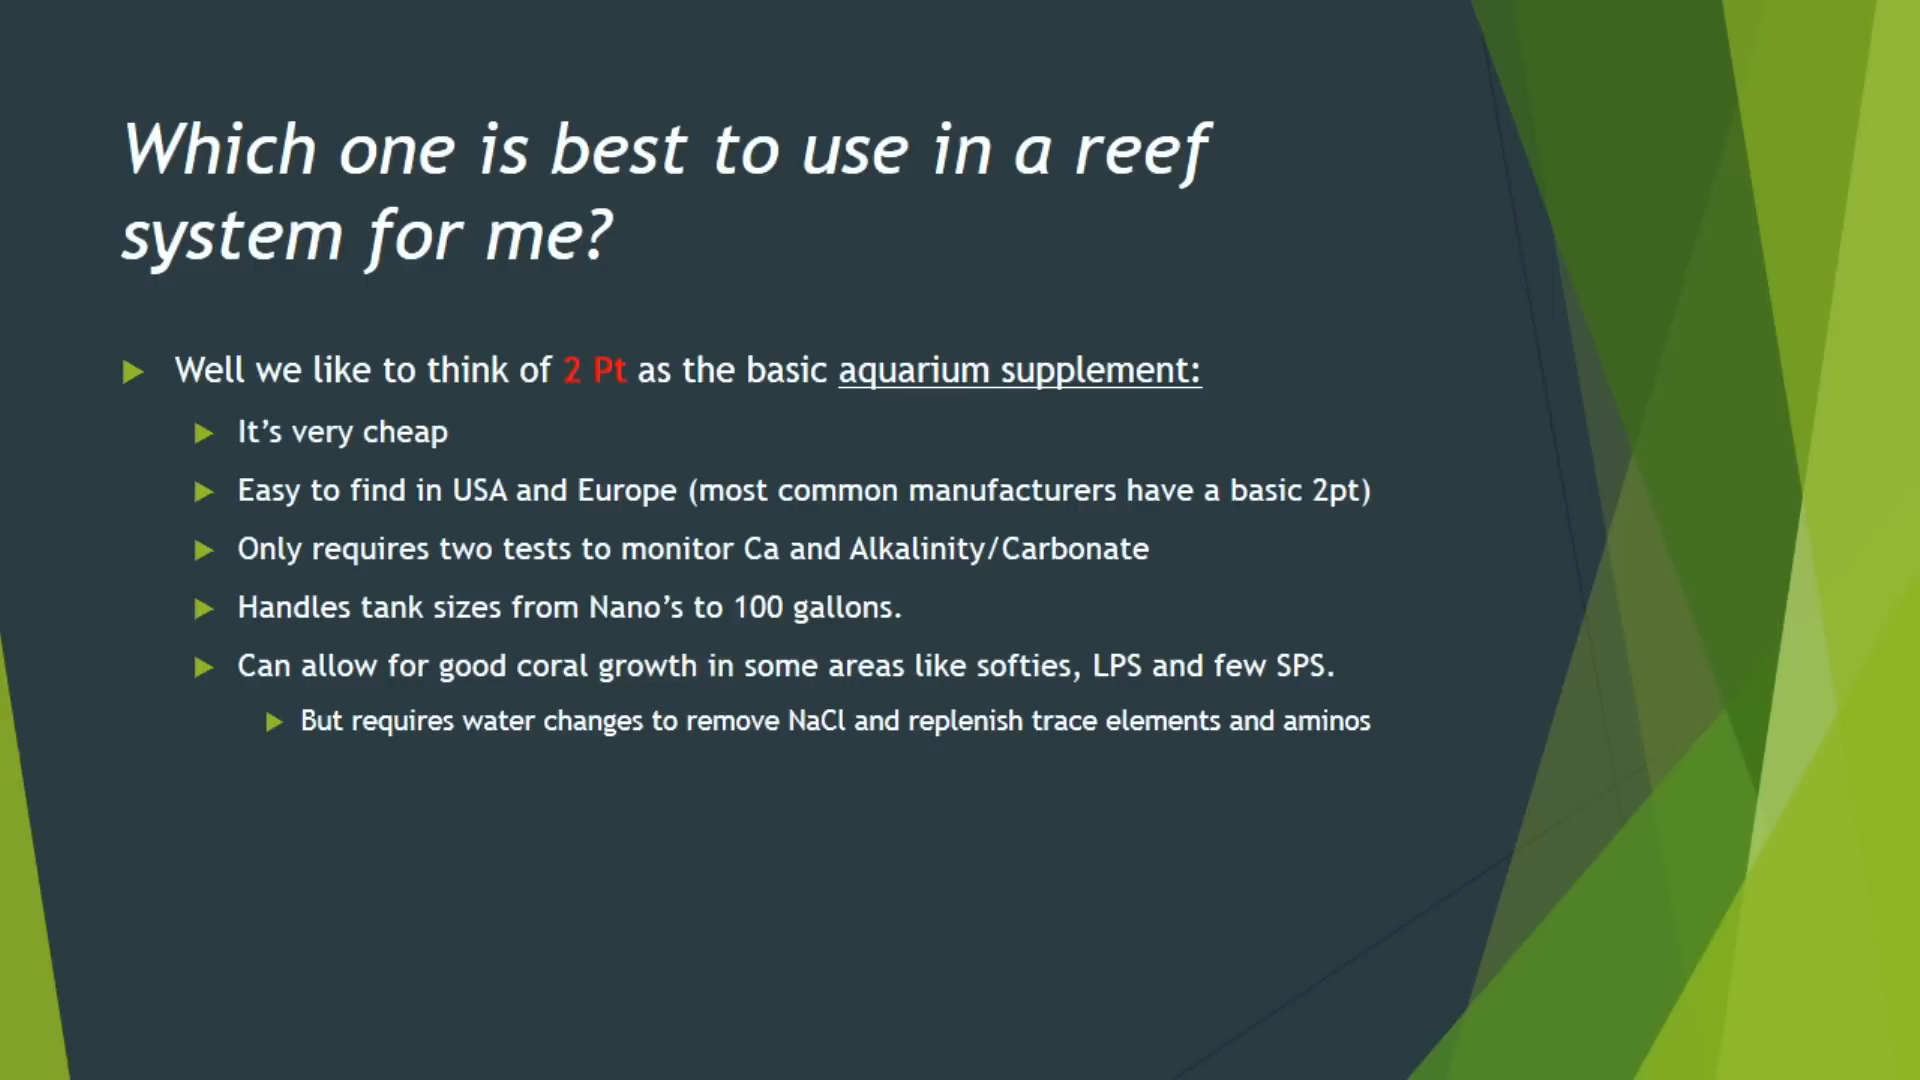 Which one is best to use in a reef
system for me?
Well we like to think of 2 Pt as the basic aquarium supplement:
It’s very cheap
Easy to find in USA and Europe (most common manufacturers have a basic 2pt)
Only requires two tests to monitor Ca and Alkalinity/Carbonate
Handles tank sizes from Nano’s to 100 gallons.
Can allow for good coral growth in some areas like softies, LPS and few SPS.
But requires water changes to remove NaCl and replenish trace elements and aminos